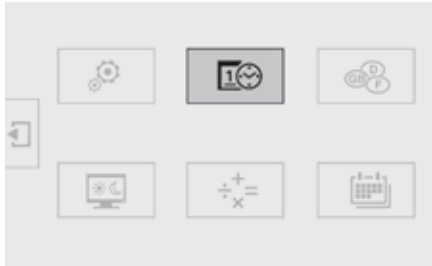 1
GB D F
÷ + × =